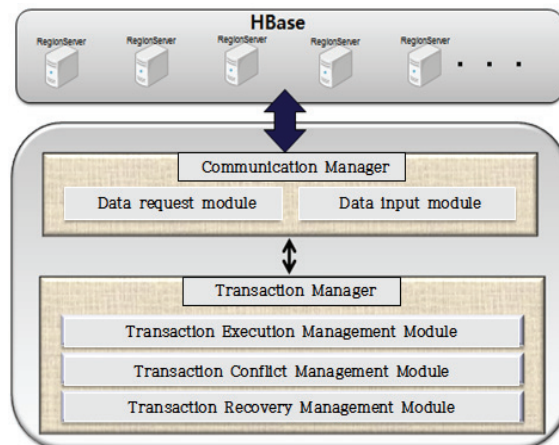 HBase
RegionServer RegionServer RegionServer RegionServer RegionServer
Communication Manager
Data request module Data input module
Transaction Manager
Transaction Execution Management Module
Transaction Conflict Management Module
Transaction Recovery Management Module